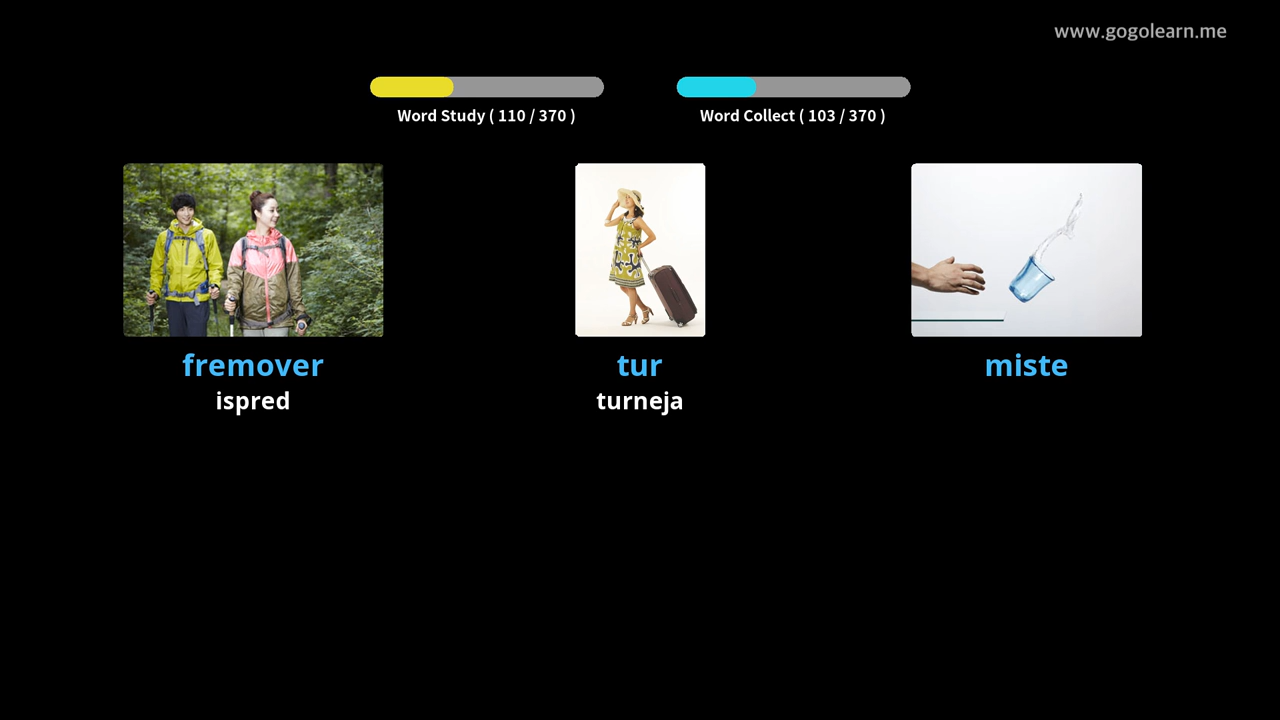 www.gogolearn.me
Word Study ( 110 / 370 )
Word Collect ( 103 / 370 )
fremover
ispred
tur
turneja
miste